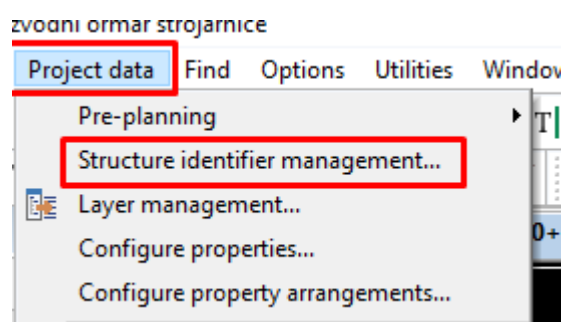 zvodni ormar strojarnice
Project data Find Options Utilities Window
Pre-planning
T
Structure identifier management...
Layer management...
0+
Configure properties...
Configure property arrangements...